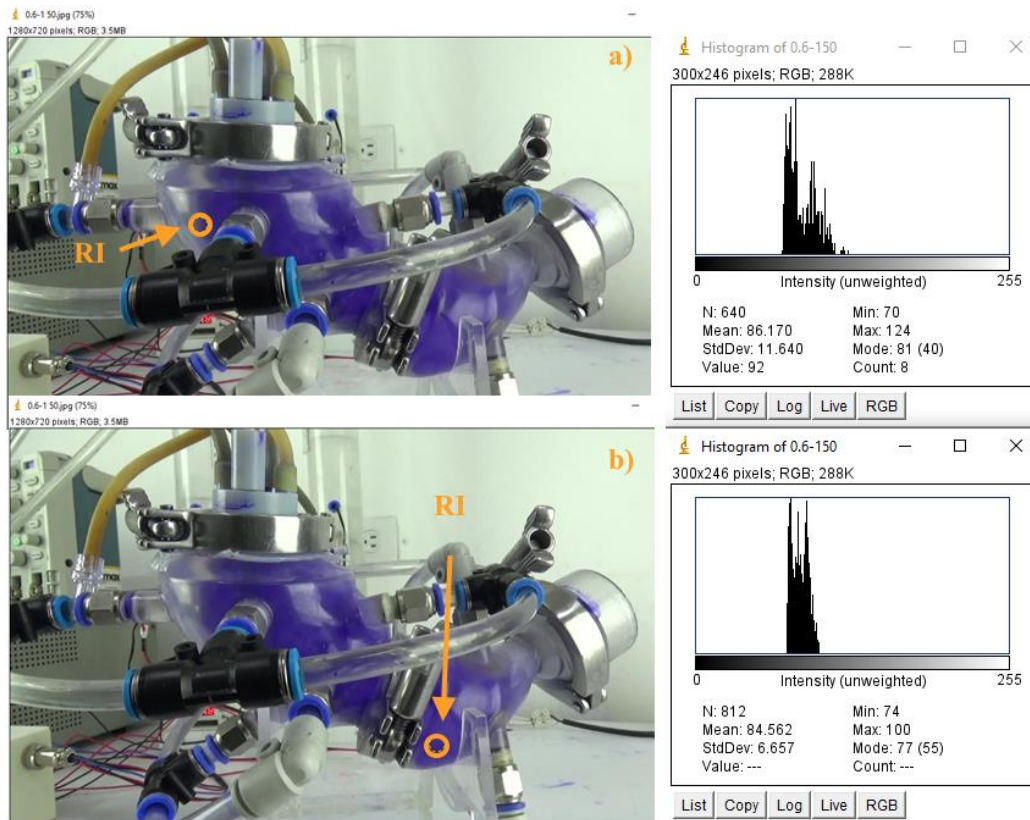 0.6-1 50.jpg (75%)
1280x720 pixels; RGB; 3.5MB
a)
RI
max
Histogram of 0.6-150
300x246 pixels; RGB; 288K
0 255
Intensity (unweighted)
N: 640 Min: 70
Mean: 86.170 Max: 124
StdDev: 11.640 Mode: 81 (40)
Value: 92 Count: 8
List Copy Log Live RGB
0.6-1 50.jpg (75%)
1280x720 pixels; RGB; 3.5MB
b)
RI
max
Histogram of 0.6-150
300x246 pixels; RGB; 288K
0 255
Intensity (unweighted)
N: 812 Min: 74
Mean: 84.562 Max: 100
StdDev: 6.657 Mode: 77 (55)
Value: --- Count: ---
List Copy Log Live RGB